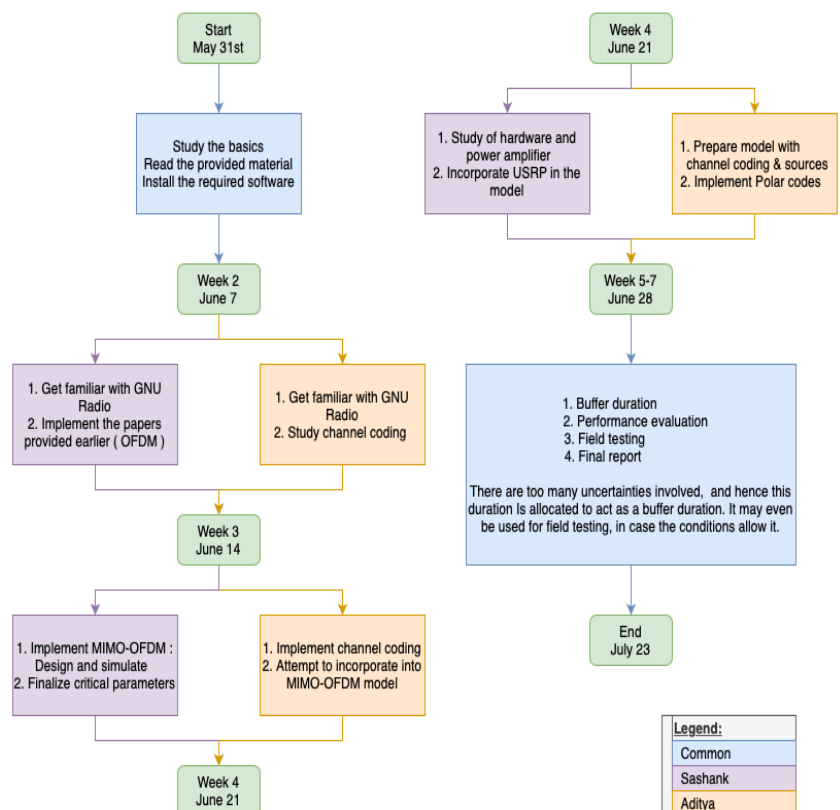 Start
May 31st
Study the basics
Read the provided material
Install the required software
Week 2
June 7
1. Get familiar with GNU
Radio
2. Implement the papers
provided earlier ( OFDM )
1. Get familiar with GNU
Radio
2. Study channel coding
Week 3
June 14
1. Implement MIMO-OFDM :
Design and simulate
2. Finalize critical parameters
1. Implement channel coding
2. Attempt to incorporate into
MIMO-OFDM model
Week 4
June 21
Week 4
June 21
1. Study of hardware and
power amplifier
2. Incorporate USRP in the
model
1. Prepare model with
channel coding & sources
2. Implement Polar codes
Week 5-7
June 28
1. Buffer duration
2. Performance evaluation
3. Field testing
4. Final report
There are too many uncertainties involved, and hence this
duration Is allocated to act as a buffer duration. It may even
be used for field testing, in case the conditions allow it.
End
July 23
Legend:
Common
Sashank
Aditya